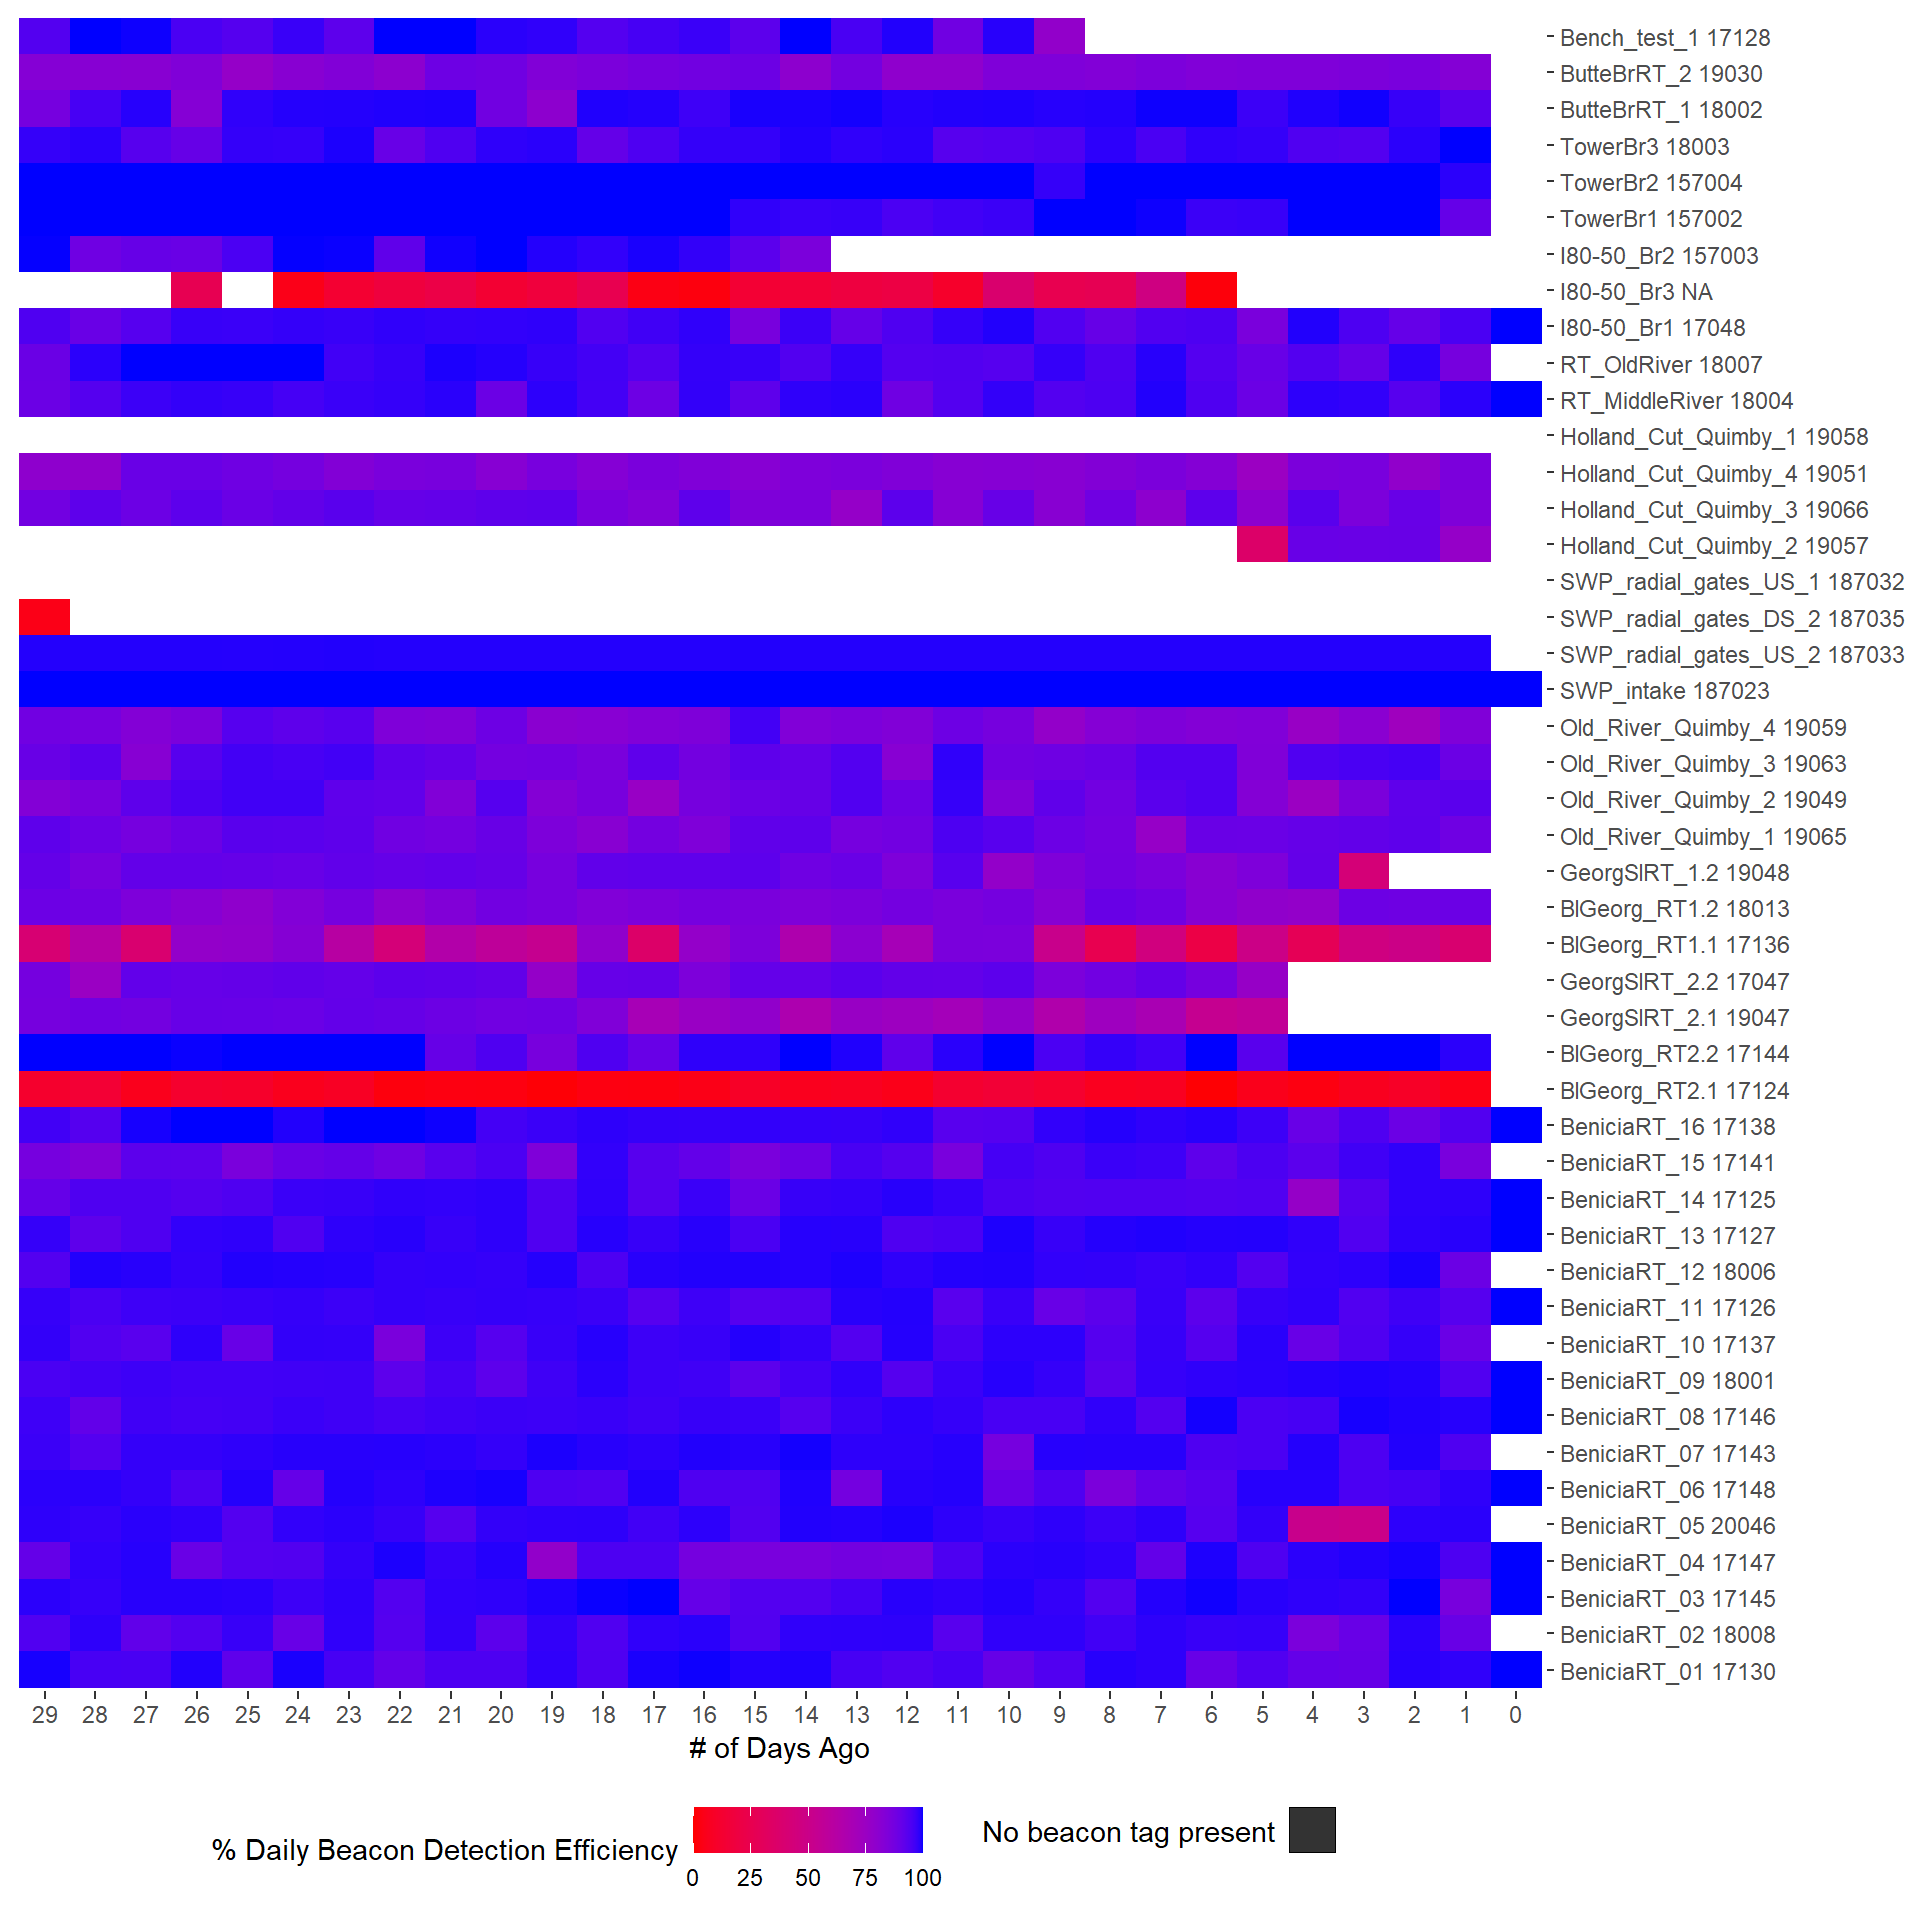 Bench_test_1 17128
ButteBrRT_2 19030
ButteBrRT_1 18002
TowerBr3 18003
TowerBr2 157004
TowerBr1 157002
I80-50_Br2 157003
I80-50_Br3 NA
I80-50_Br1 17048
RT_OldRiver 18007
RT_MiddleRiver 18004
Holland_Cut_Quimby_1 19058
Holland_Cut_Quimby_4 19051
Holland_Cut_Quimby_3 19066
Holland_Cut_Quimby_2 19057
SWP_radial_gates_US_1 187032
SWP_radial_gates_DS_2 187035
SWP_radial_gates_US_2 187033
SWP_intake 187023
Old_River_Quimby_4 19059
Old_River_Quimby_3 19063
Old_River_Quimby_2 19049
Old_River_Quimby_1 19065
GeorgSlRT_1.2 19048
BlGeorg_RT1.2 18013
BlGeorg_RT1.1 17136
GeorgSlRT_2.2 17047
GeorgSlRT_2.1 19047
BlGeorg_RT2.2 17144
BlGeorg_RT2.1 17124
BeniciaRT_16 17138
BeniciaRT_15 17141
BeniciaRT_14 17125
BeniciaRT_13 17127
BeniciaRT_12 18006
BeniciaRT_11 17126
BeniciaRT_10 17137
BeniciaRT_09 18001
BeniciaRT_08 17146
BeniciaRT_07 17143
BeniciaRT_06 17148
BeniciaRT_05 20046
BeniciaRT_04 17147
BeniciaRT_03 17145
BeniciaRT_02 18008
BeniciaRT_01 17130
29 28 27 26 25 24 23 22 21 20 19 18 17 16 15 14 13 12 11 10 9 8 7 6 5 4 3 2 1 0
# of Days Ago
% Daily Beacon Detection Efficiency
0 25 50 75 100
No beacon tag present